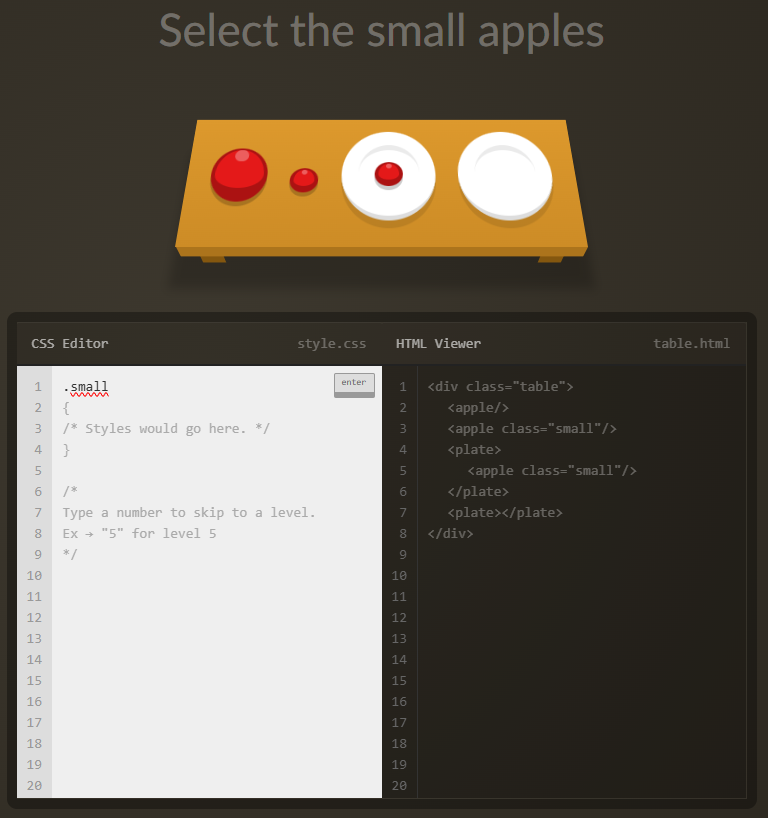 Select the small apples
CSS Editor
style.css
1 .small
enter
2 {
3 /* Styles would go here. */
4 }
5
6 /*
7 Type a number to skip to a level.
8 Ex → "5" for level 5
9 */
10
11
12
13
14
15
16
17
18
19
20
HTML Viewer
table.html
1 <div class="table">
2 <apple/>
3 <apple class="small"/>
4 <plate>
5 <apple class="small"/>
6 </plate>
7 <plate></plate>
8 </div>
9
10
11
12
13
14
15
16
17
18
19
20